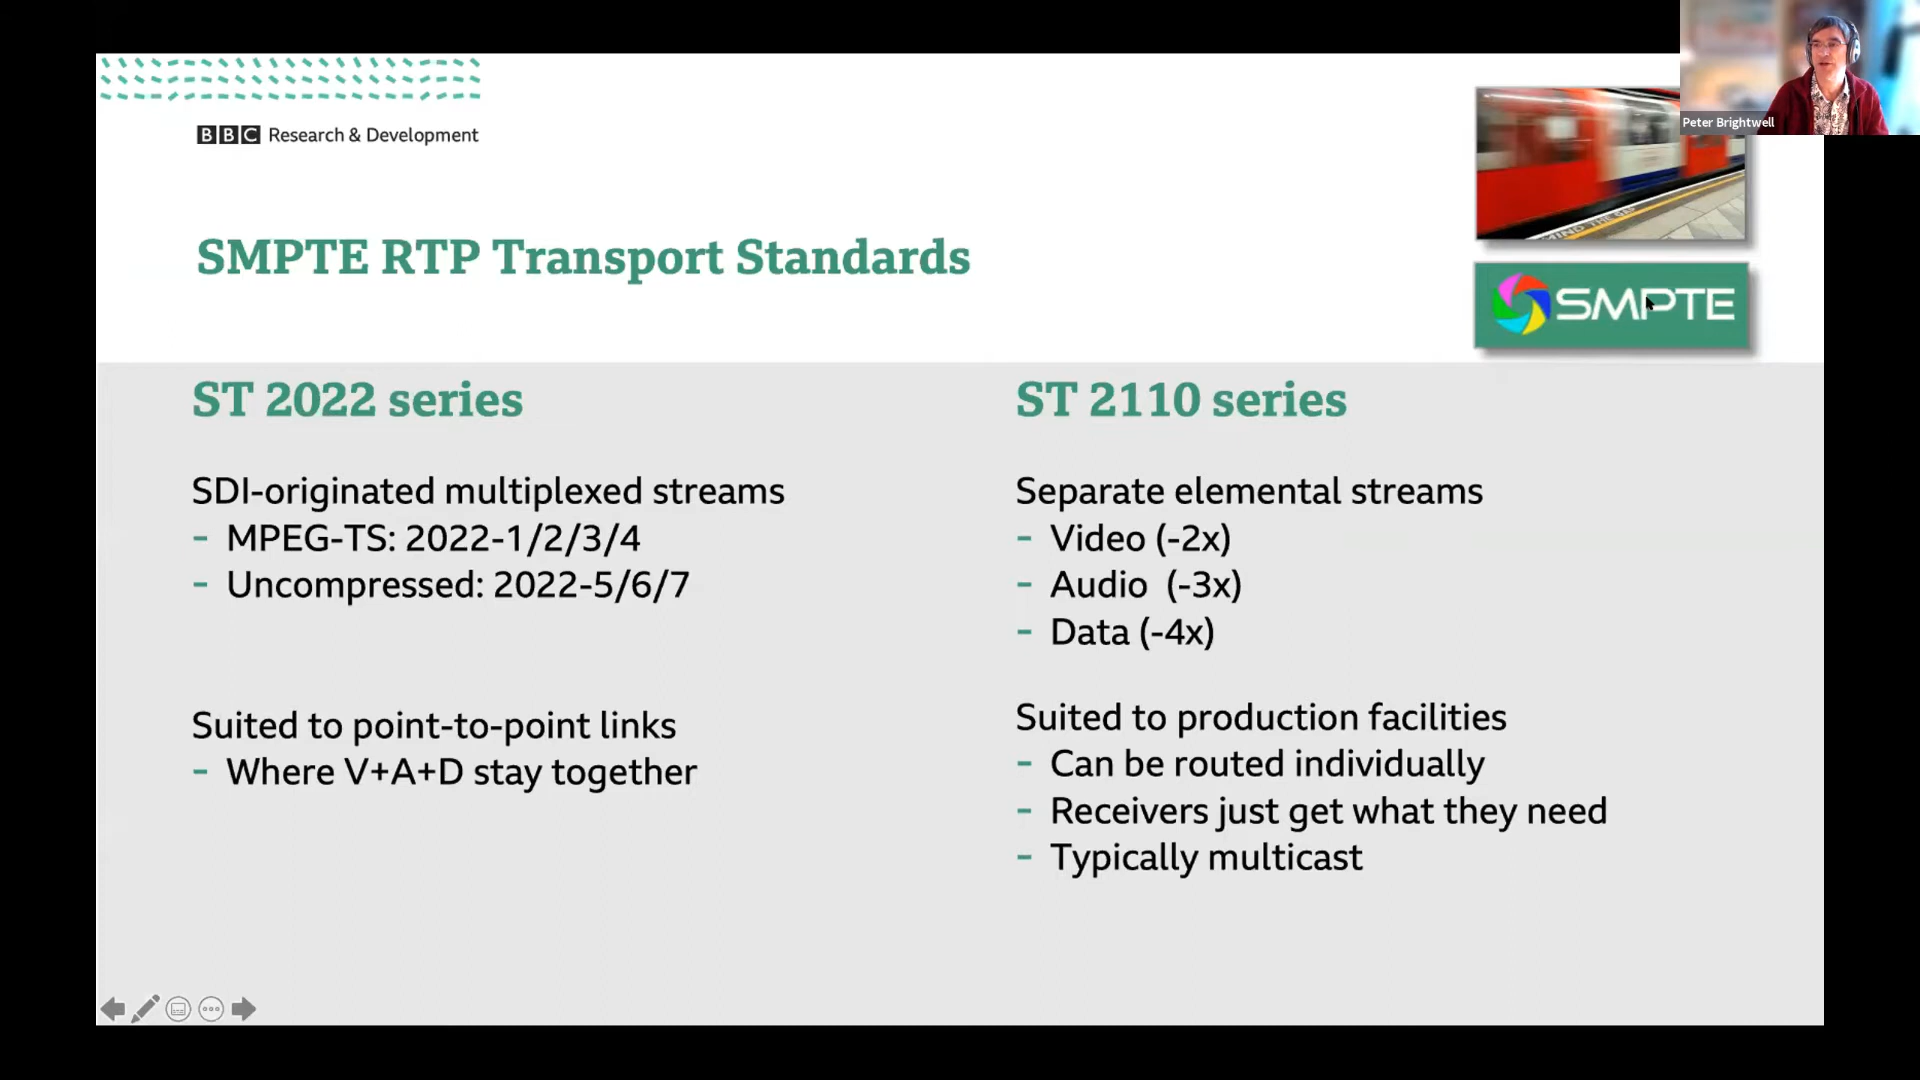 Peter Brightwell
BBC Research & Development
MIND THE GAP
SMPTE RTP Transport Standards
SMPTE
ST 2022 series
SDI-originated multiplexed streams
- MPEG-TS: 2022-1/2/3/4
- Uncompressed: 2022-5/6/7
Suited to point-to-point links
- Where V+A+D stay together
ST 2110 series
Separate elemental streams
- Video (-2x)
- Audio (-3x)
- Data (-4x)
Suited to production facilities
- Can be routed individually
- Receivers just get what they need
- Typically multicast